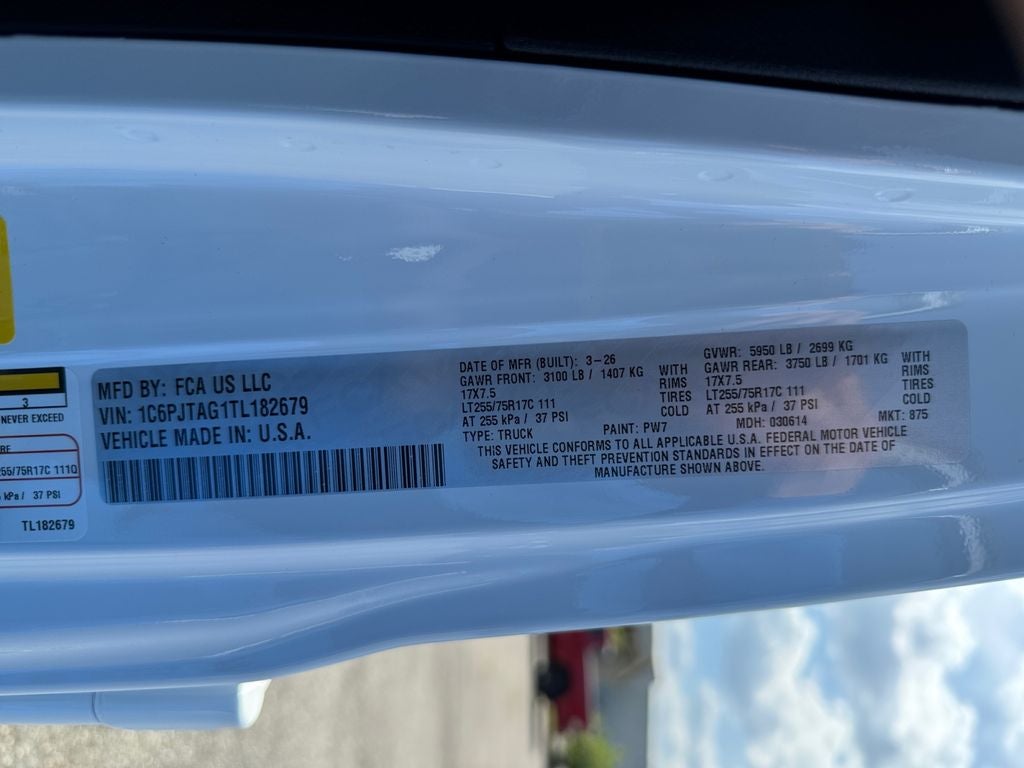 3
NEVER EXCEED
255/75R17C 111Q
kPa / 37 PSI
TL182679
MFD BY: FCA US LLC
VIN: 1C6PJTAG1TL182679
VEHICLE MADE IN: U.S.A.
DATE OF MFR (BUILT): 3-26
GAWR FRONT: 3100 LB / 1407 KG
17X7.5
LT255/75R17C 111
AT 255 kPa / 37 PSI
WITH
RIMS
TIRES
COLD
GVWR: 5950 LB / 2699 KG
GAWR REAR: 3750 LB / 1701 KG
17X7.5
LT255/75R17C 111
AT 255 kPa / 37 PSI
WITH
RIMS
TIRES
COLD
TYPE: TRUCK PAINT: PW7 MDH: 030614 MKT: 875
THIS VEHICLE CONFORMS TO ALL APPLICABLE U.S.A. FEDERAL MOTOR VEHICLE
SAFETY AND THEFT PREVENTION STANDARDS IN EFFECT ON THE DATE OF
MANUFACTURE SHOWN ABOVE.